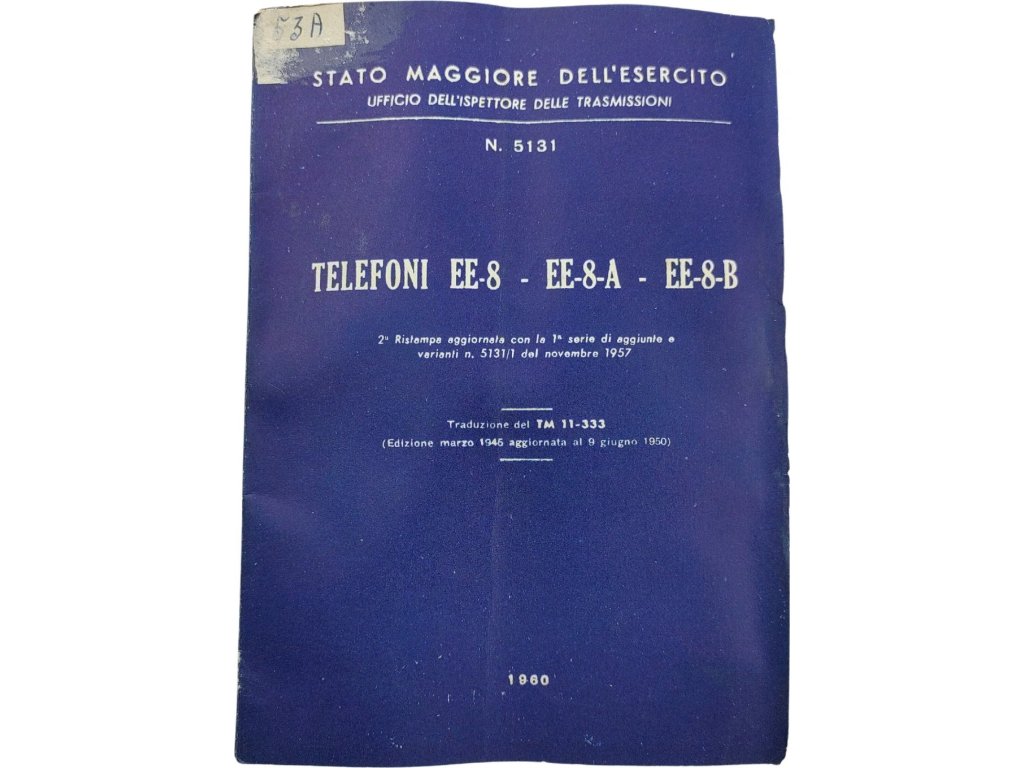 53A
STATO MAGGIORE DELL'ESERCITO
UFFICIO DELL'ISPETTORE DELLE TRASMISSIONI
N. 5131
TELEFONI EE-8 - EE-8-A - EE-8-B
2ª Ristampa aggiornata con la 1ª serie di aggiunte e
varianti n. 5131/1 del novembre 1957
Traduzione del TM 11-333
(Edizione marzo 1945 aggiornata al 9 giugno 1950)
1960